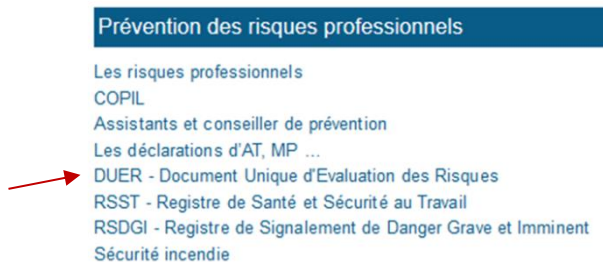 Prévention des risques professionnels
Les risques professionnels
COPIL
Assistants et conseiller de prévention
Les déclarations d'AT, MP ...
DUER - Document Unique d'Evaluation des Risques
RSST - Registre de Santé et Sécurité au Travail
RSDGI - Registre de Signalement de Danger Grave et Imminent
Sécurité incendie